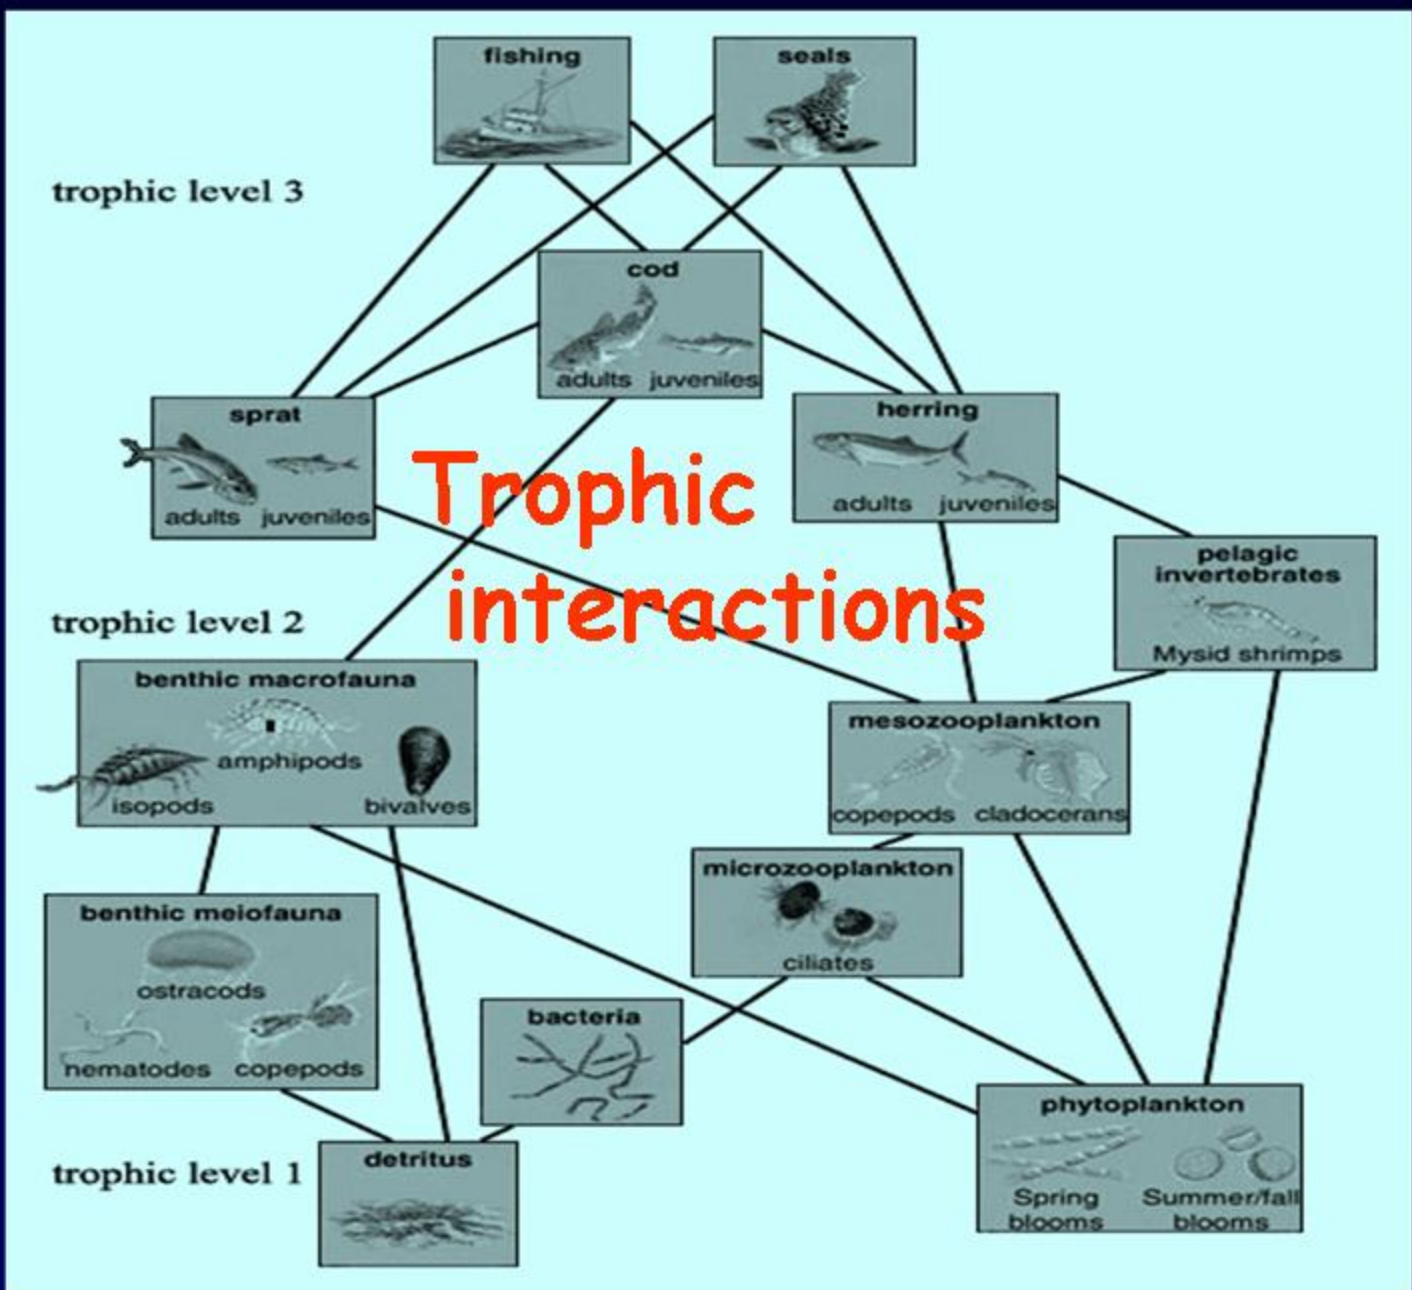 fishing
seals
trophic level 3
cod
adults juveniles
sprat
adults juveniles
herring
adults juveniles
Trophic
interactions
pelagic
invertebrates
Mysid shrimps
trophic level 2
benthic macrofauna
amphipods
isopods
bivalves
mesozooplankton
copepods cladocerans
microzooplankton
ciliates
benthic meiofauna
ostracods
nematodes copepods
bacteria
phytoplankton
Spring
blooms
Summer/fall
blooms
trophic level 1
detritus